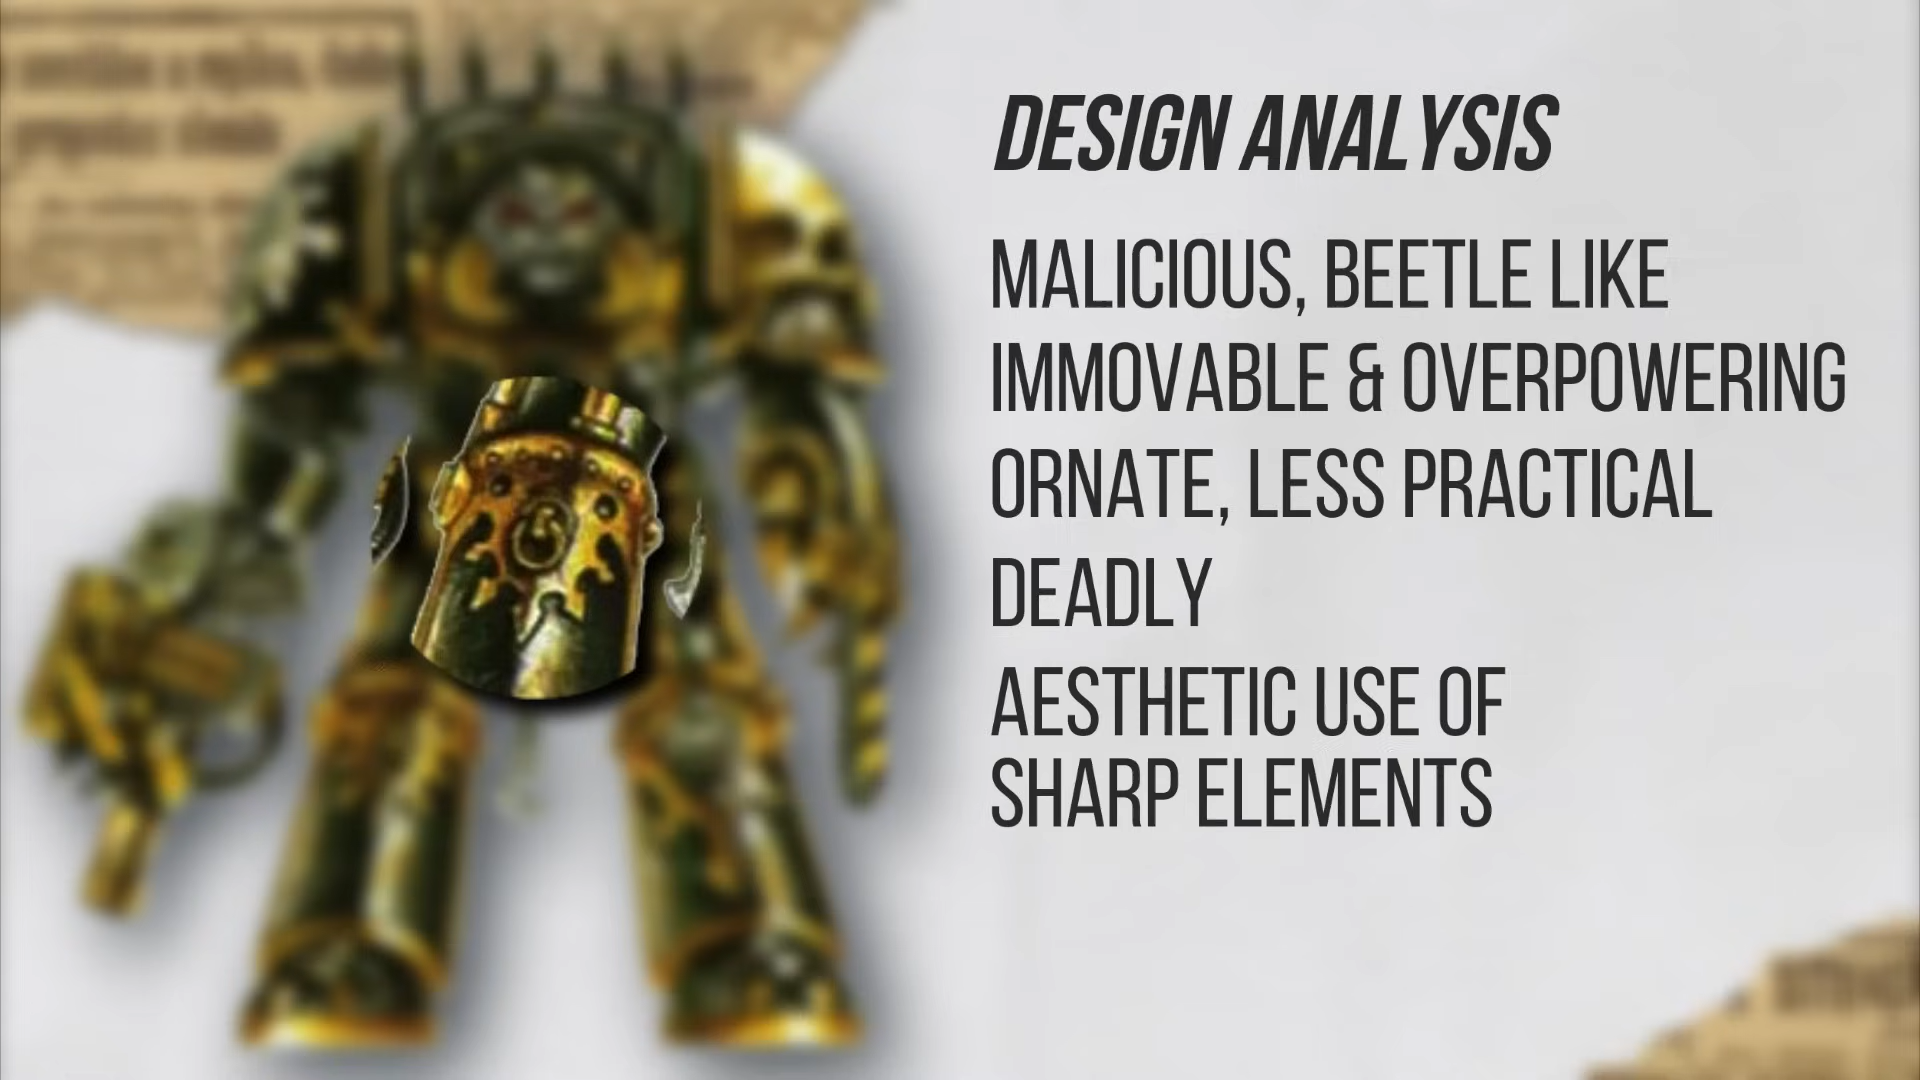 DESIGN ANALYSIS
MALICIOUS, BEETLE LIKE
IMMOVABLE & OVERPOWERING
ORNATE, LESS PRACTICAL
DEADLY
AESTHETIC USE OF
SHARP ELEMENTS